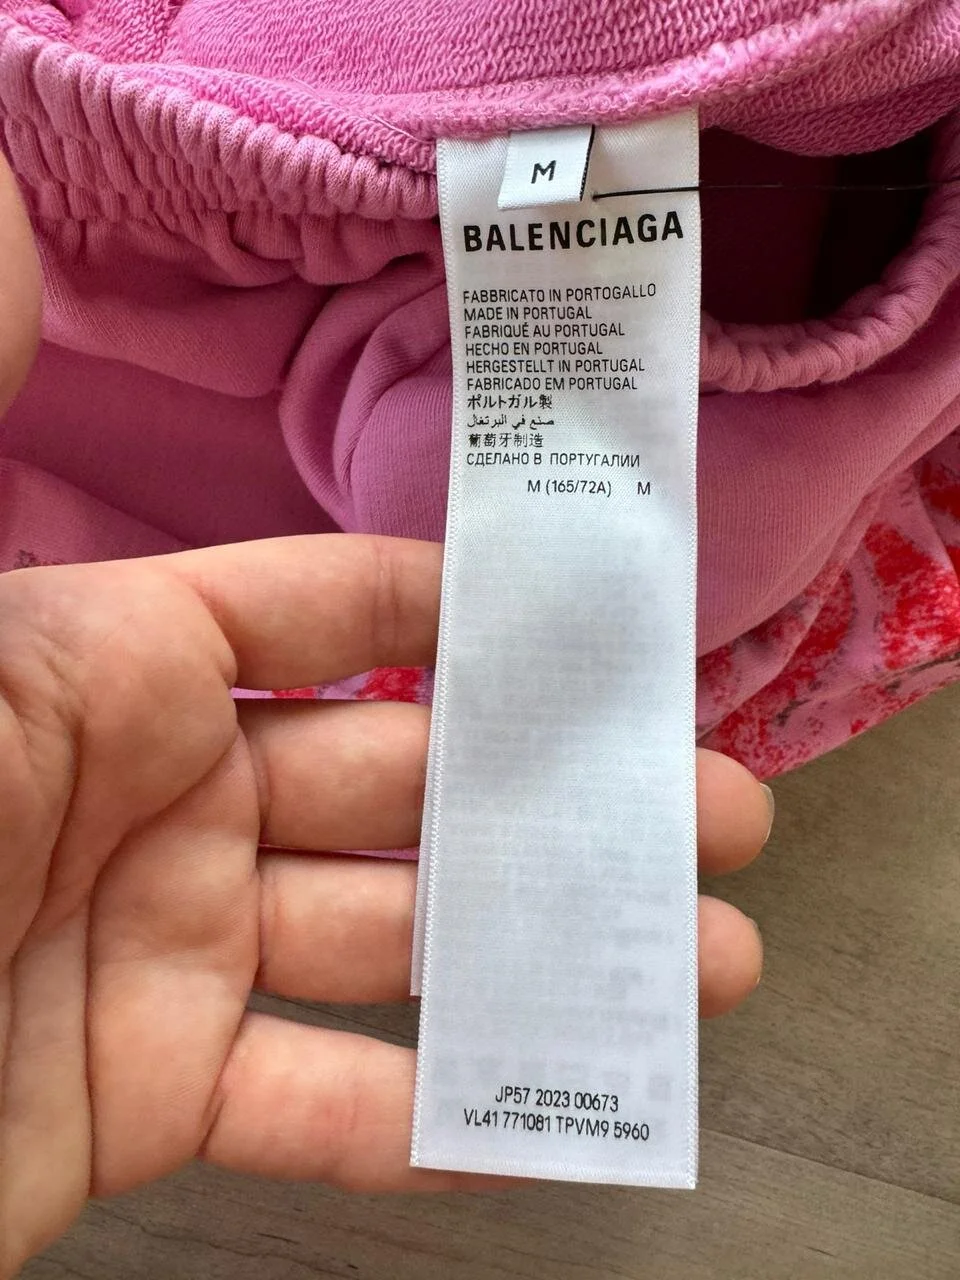 M
BALENCIAGA
FABBRICATO IN PORTOGALLO
MADE IN PORTUGAL
FABRIQUÉ AU PORTUGAL
HECHO EN PORTUGAL
HERGESTELLT IN PORTUGAL
FABRICADO EM PORTUGAL
ポルトガル製
صنع في البرتغال
葡萄牙制造
СДЕЛАНО В ПОРТУГАЛИИ
M (165/72A) M
JP57 2023 00673
VL41 771081 TPVM9 5960